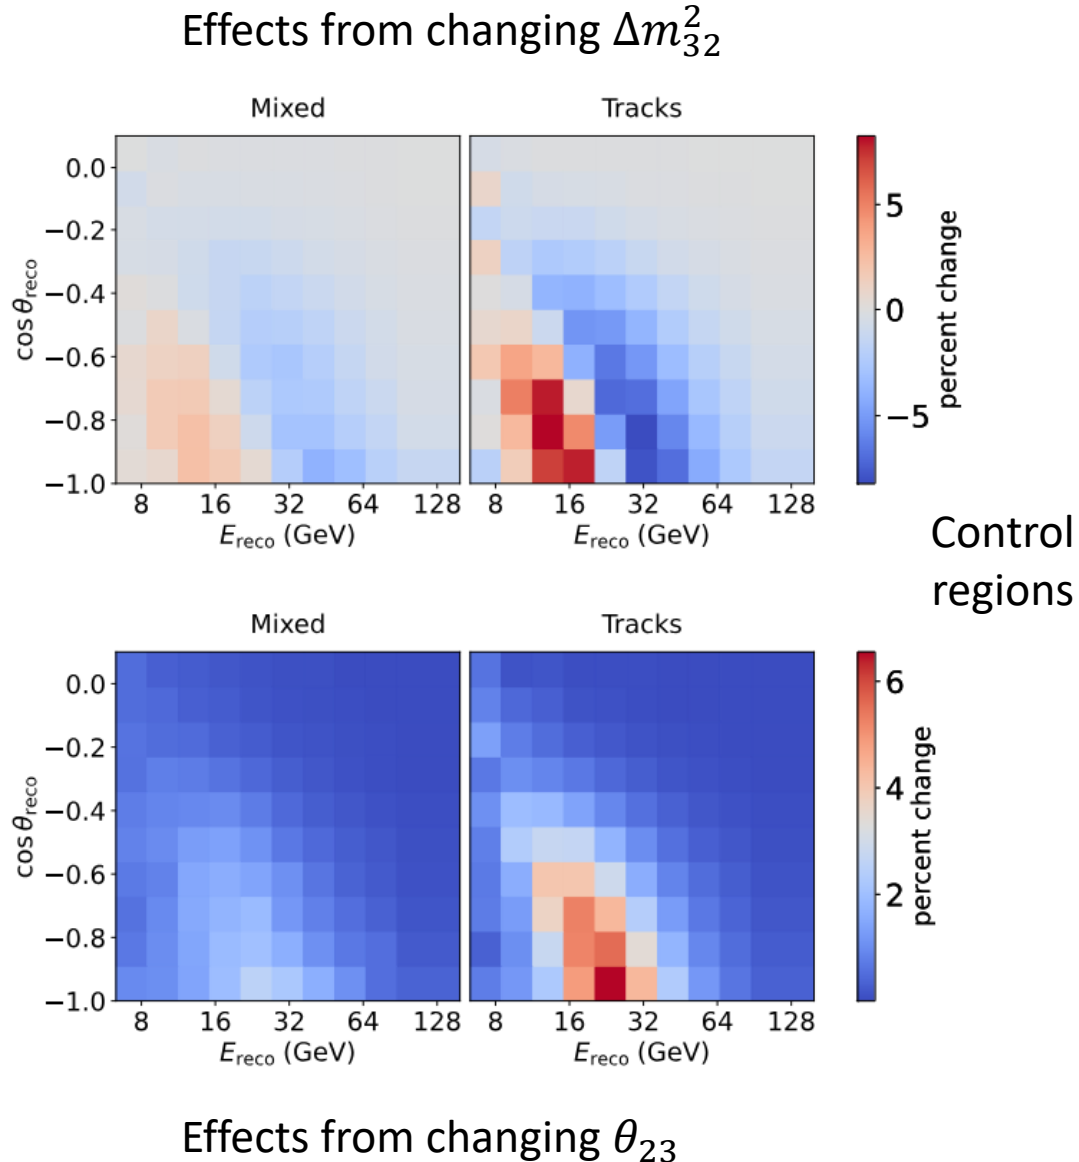 Effects from changing Δm²₃₂
Mixed
Tracks
0.0
−0.2
−0.4
−0.6
−0.8
−1.0
cos θreco
8 16 32 64 128
8 16 32 64 128
Ereco (GeV)
Ereco (GeV)
5
0
−5
percent change
Control
regions
Mixed
Tracks
0.0
−0.2
−0.4
−0.6
−0.8
−1.0
cos θreco
8 16 32 64 128
8 16 32 64 128
Ereco (GeV)
Ereco (GeV)
6
4
2
percent change
Effects from changing θ₂₃